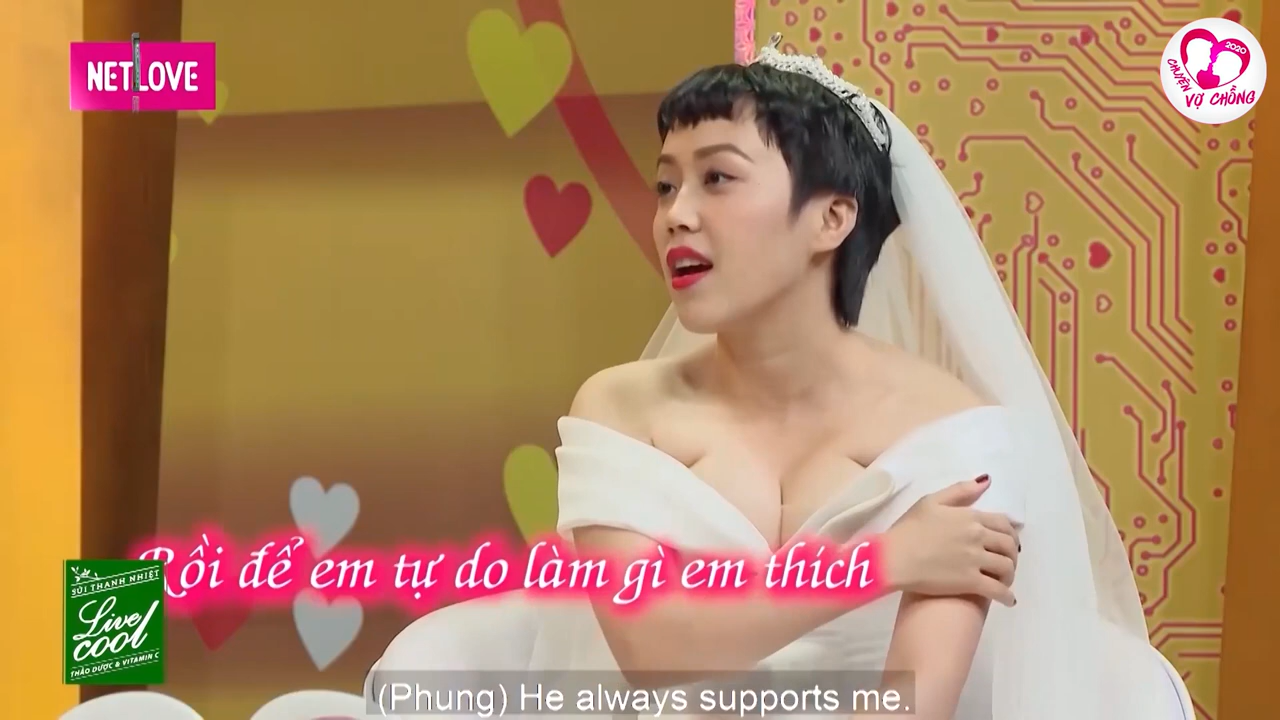 NETLOVE
2020
CHUYỆN
VỢ CHỒNG
Rồi để em tự do làm gì em thích
SỦI THANH NHIỆT
Live
cool
THẢO DƯỢC & VITAMIN C
(Phung) He always supports me.